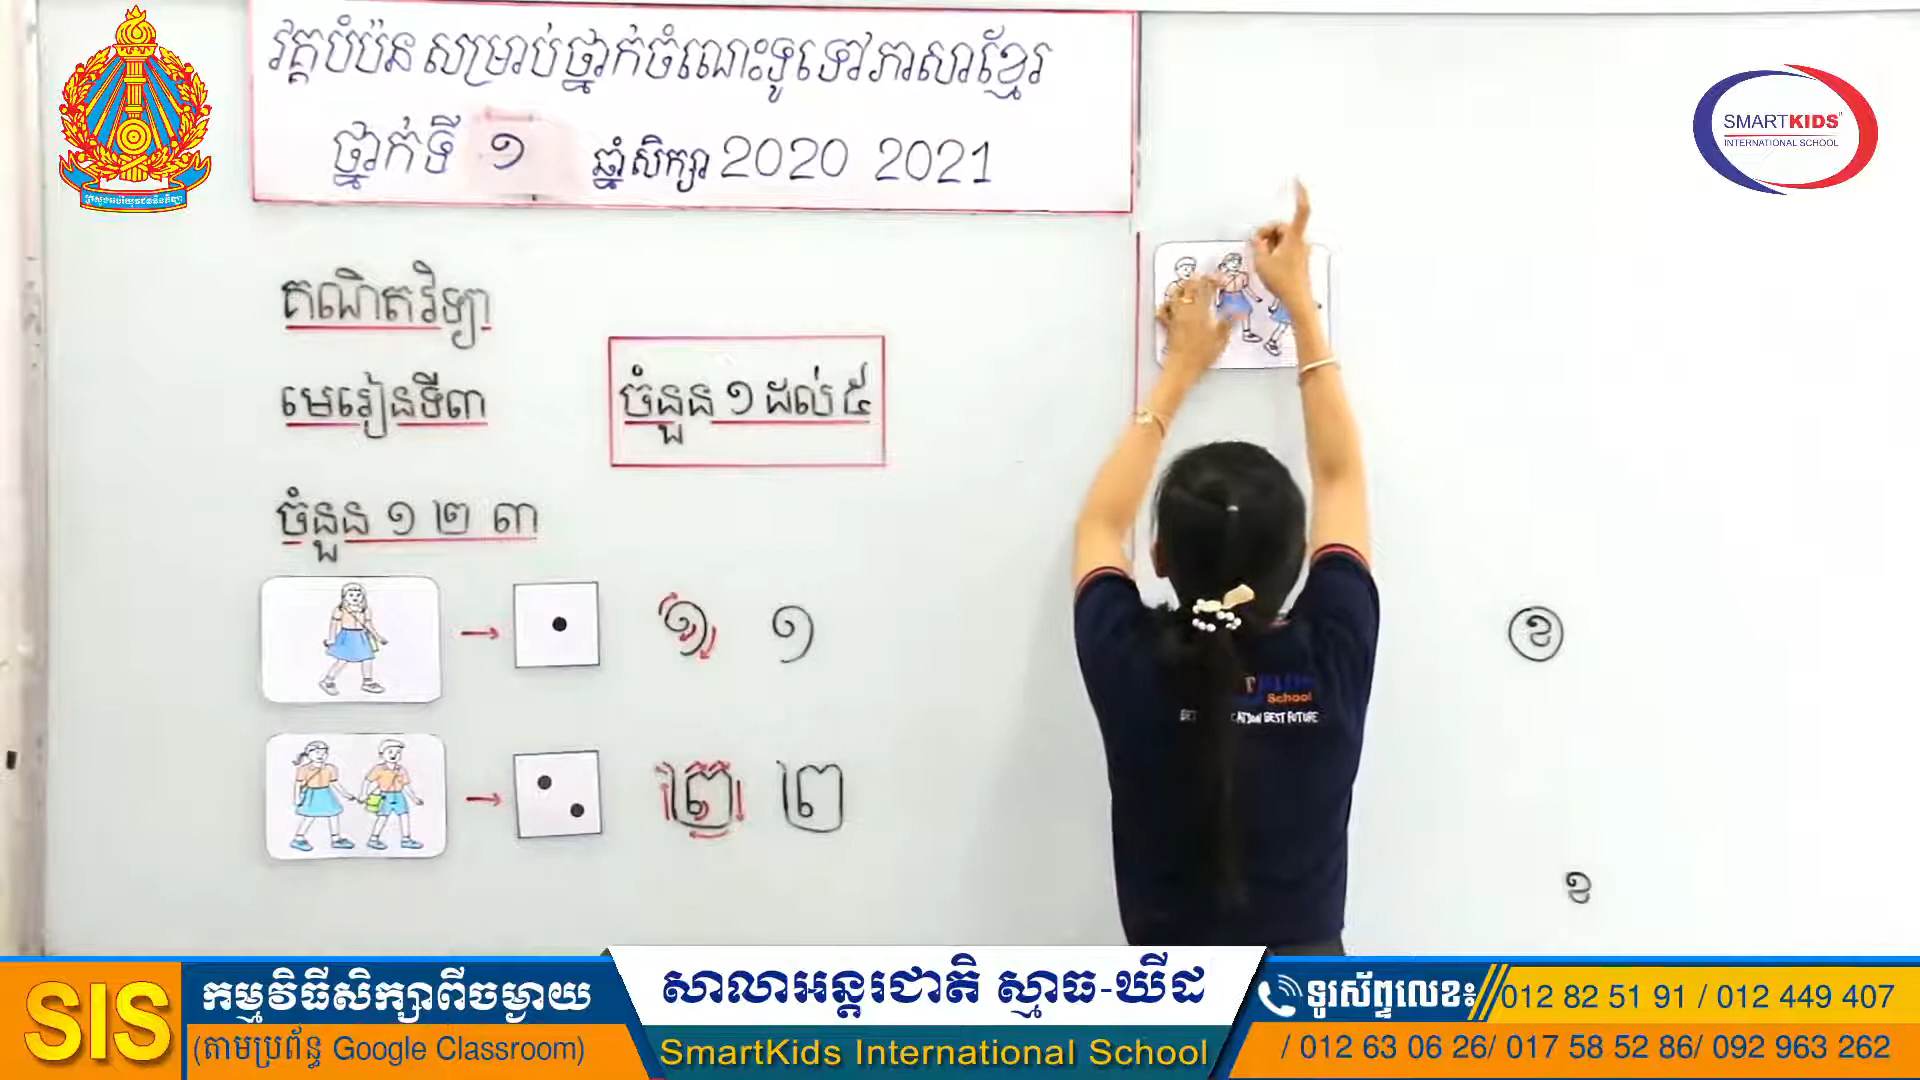 វគ្គបំប៉នសម្រាប់ថ្នាក់ចំណេះទូទៅភាសាខ្មែរ
ថ្នាក់ទី ១ ឆ្នាំសិក្សា 2020 2021
SMARTKIDS
INTERNATIONAL SCHOOL
គណិតវិទ្យា
មេរៀនទី៣
ចំនួន ១ ដល់ ៥
ចំនួន ១ ២ ៣
១ ១
២ ២
ខ
ខ
School
BEST FUTURE
SIS
កម្មវិធីសិក្សាពីចម្ងាយ
(តាមប្រព័ន្ធ Google Classroom)
សាលាអន្តរជាតិ ស្មាធ-ឃីដ
SmartKids International School
ទូរស័ព្ទលេខ៖ 012 82 51 91 / 012 449 407
/ 012 63 06 26/ 017 58 52 86/ 092 963 262